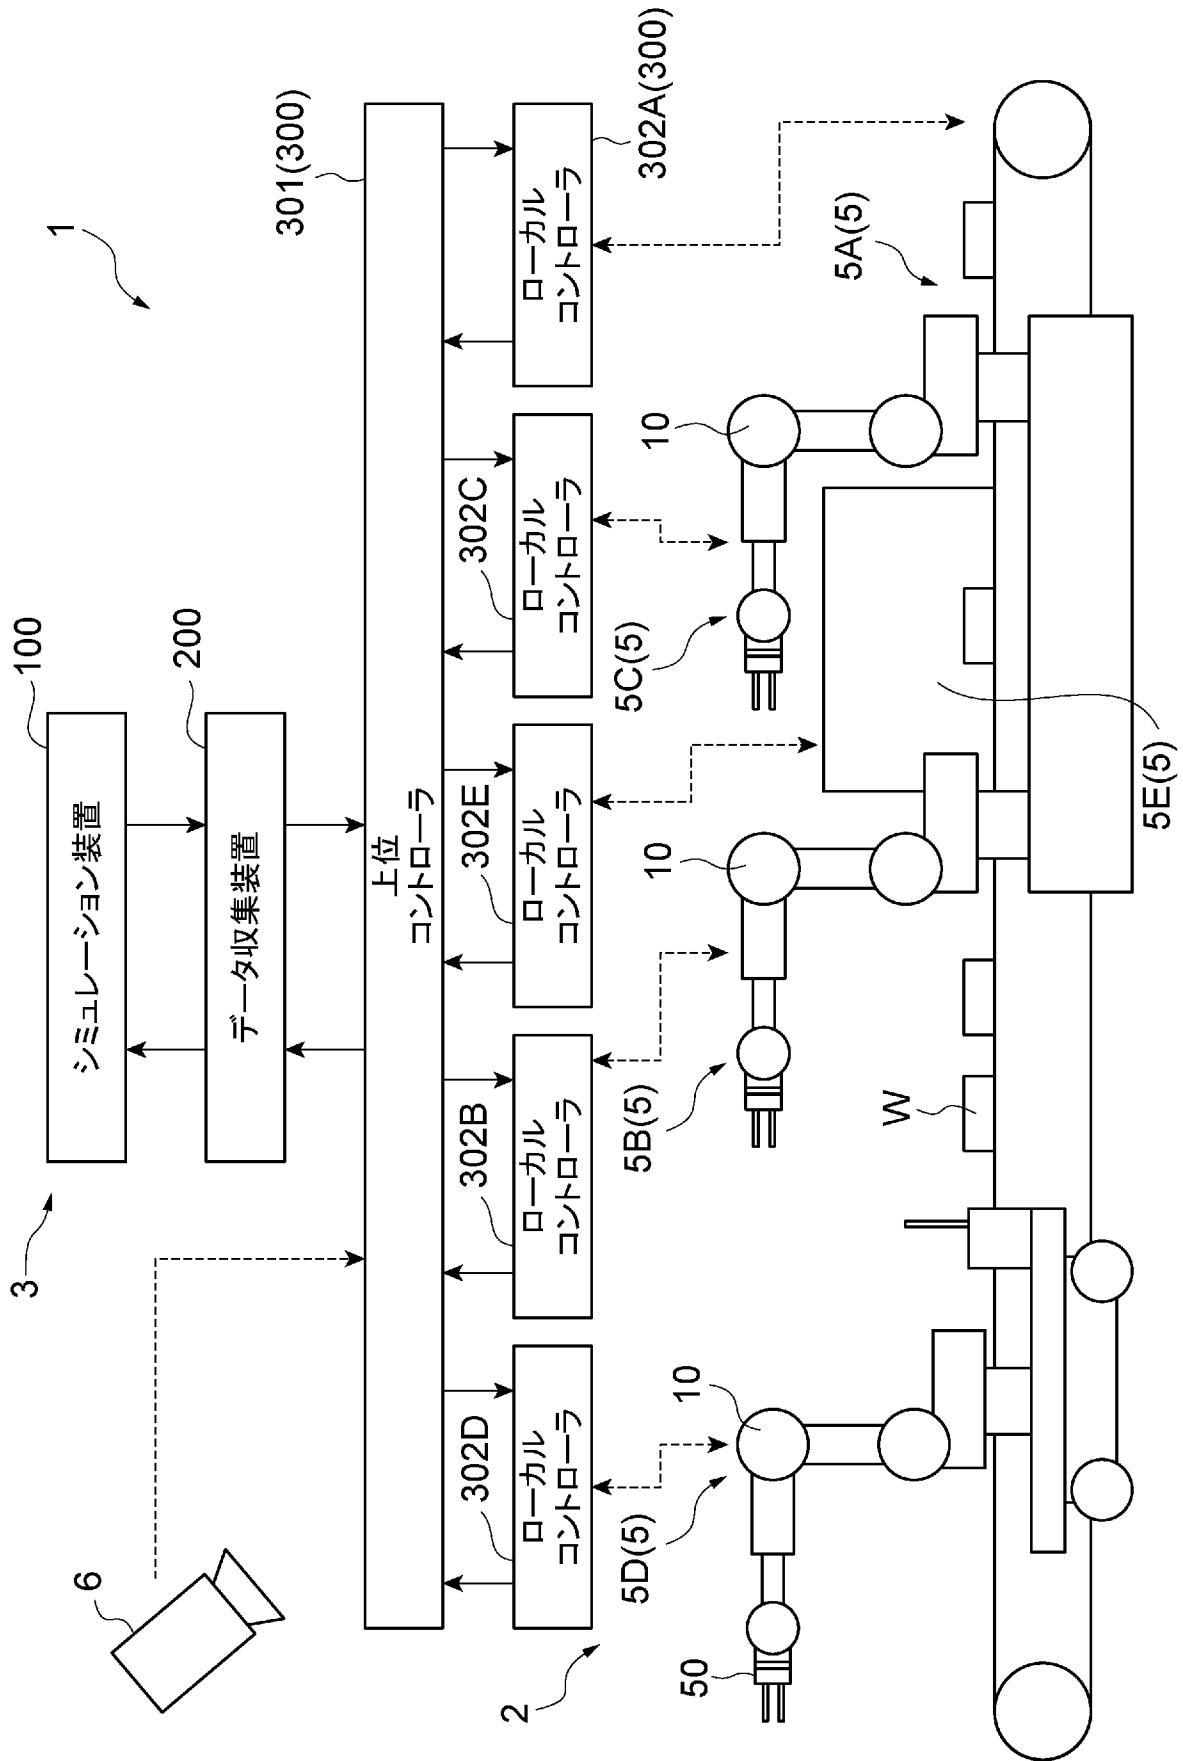 1
3
100
シミュレーション装置
200
データ収集装置
6
301(300)
上位
コントローラ
302D
ローカル
コントローラ
302B
ローカル
コントローラ
302E
ローカル
コントローラ
302C
ローカル
コントローラ
302A(300)
ローカル
コントローラ
2
50
5D(5)
10
5B(5)
10
5C(5)
10
5A(5)
W
5E(5)